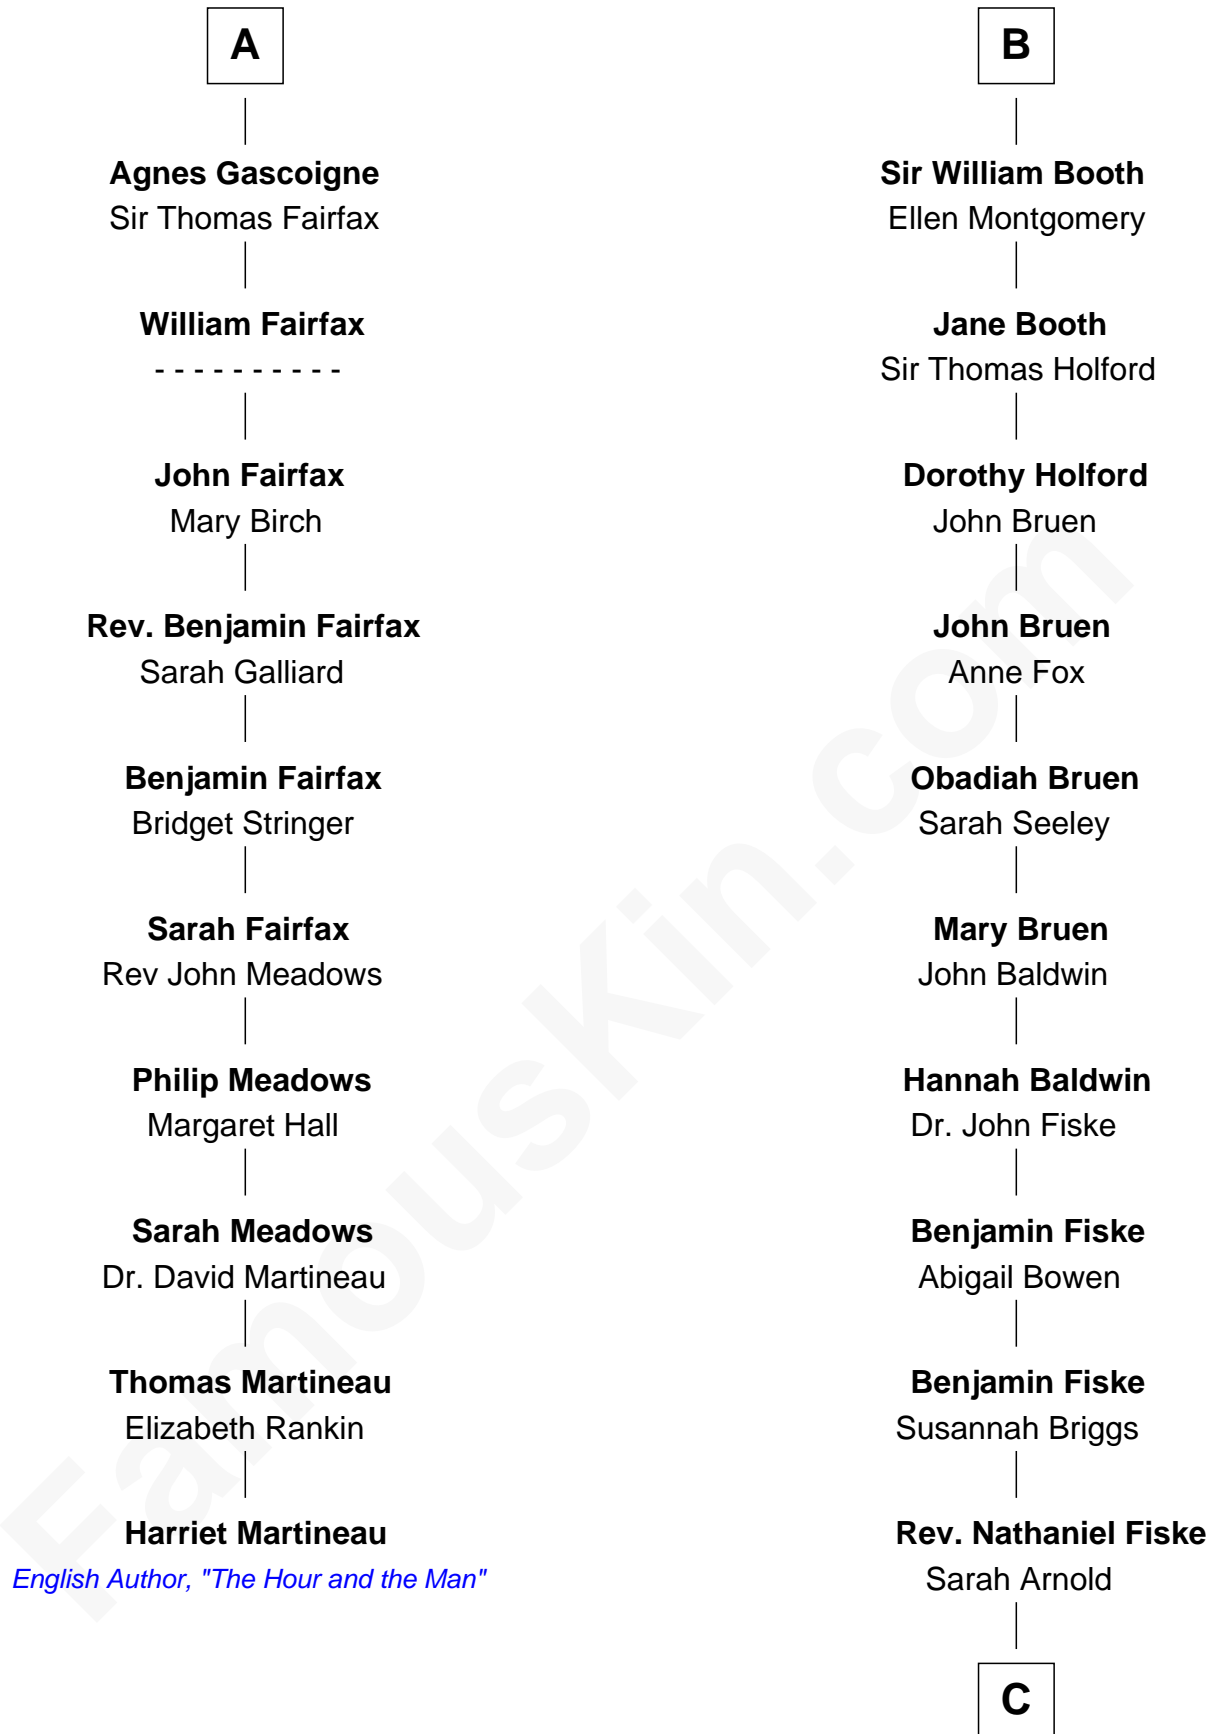 A
Agnes Gascoigne
Sir Thomas Fairfax
William Fairfax
- - - - - - - - - -
John Fairfax
Mary Birch
Rev. Benjamin Fairfax
Sarah Galliard
Benjamin Fairfax
Bridget Stringer
Sarah Fairfax
Rev John Meadows
Philip Meadows
Margaret Hall
Sarah Meadows
Dr. David Martineau
Thomas Martineau
Elizabeth Rankin
Harriet Martineau
English Author, "The Hour and the Man"
B
Sir William Booth
Ellen Montgomery
Jane Booth
Sir Thomas Holford
Dorothy Holford
John Bruen
John Bruen
Anne Fox
Obadiah Bruen
Sarah Seeley
Mary Bruen
John Baldwin
Hannah Baldwin
Dr. John Fiske
Benjamin Fiske
Abigail Bowen
Benjamin Fiske
Susannah Briggs
Rev. Nathaniel Fiske
Sarah Arnold
C
FamousKin.com